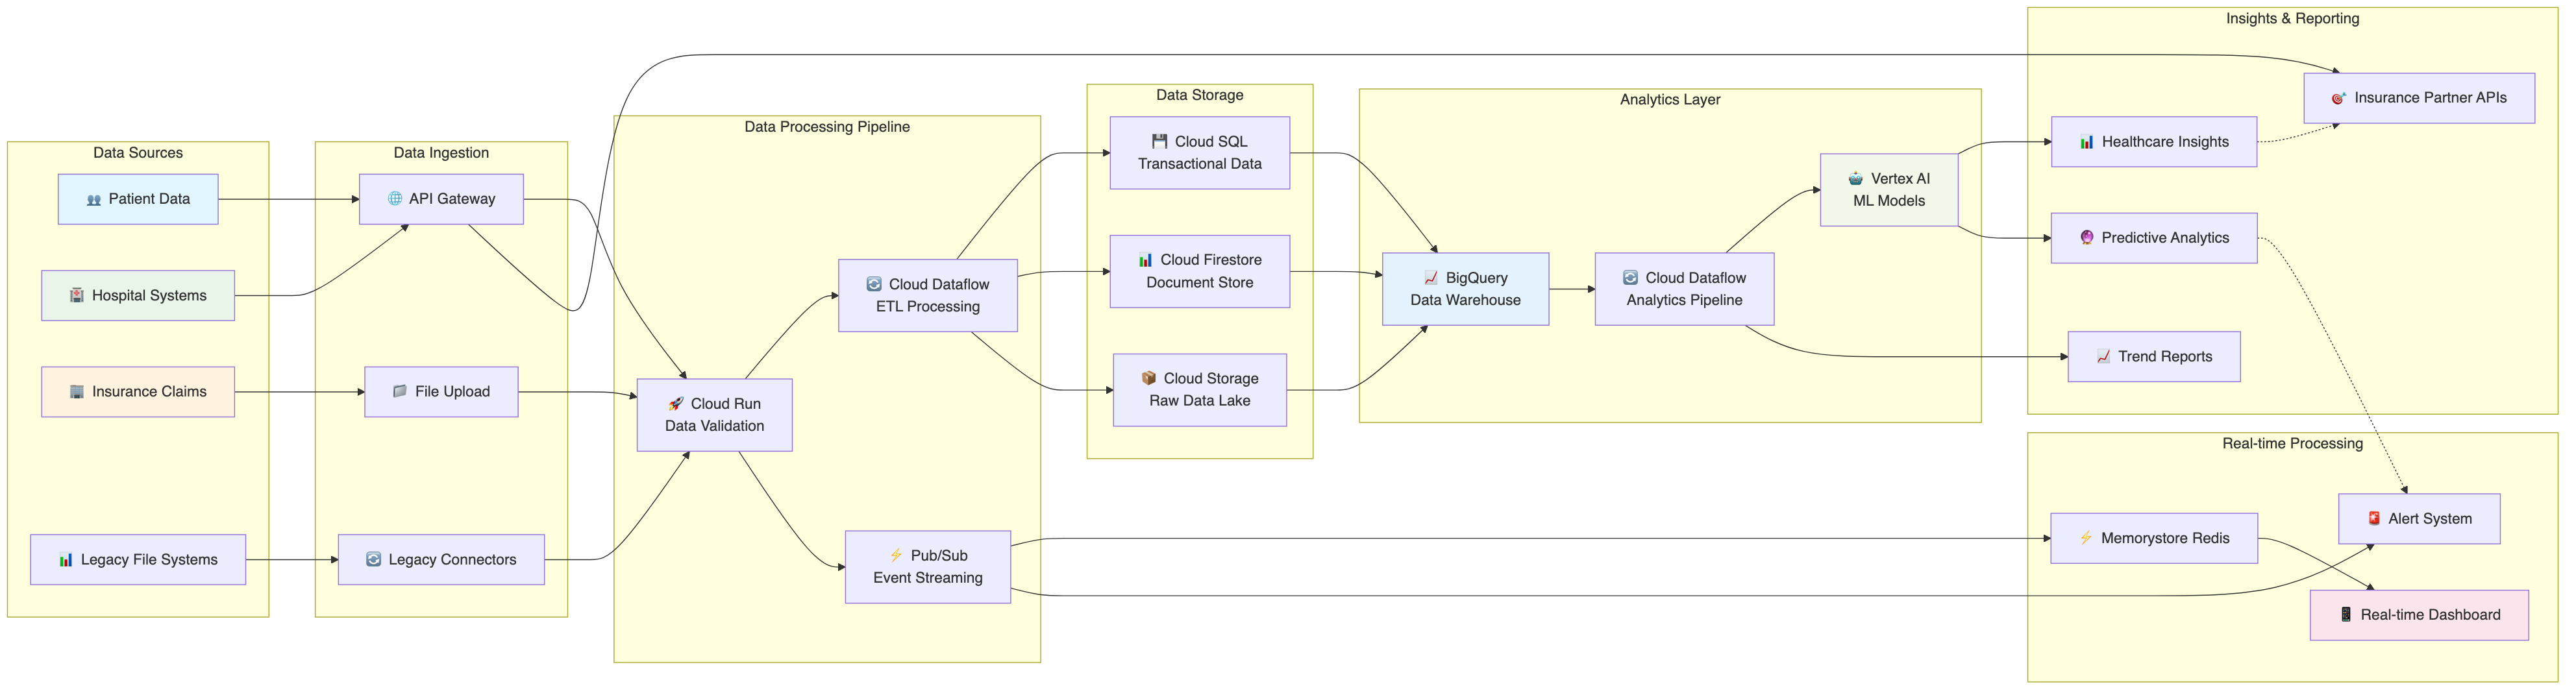 Data Sources
👥 Patient Data
🏥 Hospital Systems
🏢 Insurance Claims
📊 Legacy File Systems
Data Ingestion
🌐 API Gateway
📁 File Upload
🔄 Legacy Connectors
Data Processing Pipeline
🚀 Cloud Run
Data Validation
🔄 Cloud Dataflow
ETL Processing
⚡ Pub/Sub
Event Streaming
Data Storage
💾 Cloud SQL
Transactional Data
📊 Cloud Firestore
Document Store
📦 Cloud Storage
Raw Data Lake
Analytics Layer
📈 BigQuery
Data Warehouse
🔄 Cloud Dataflow
Analytics Pipeline
🤖 Vertex AI
ML Models
Insights & Reporting
🎯 Insurance Partner APIs
📊 Healthcare Insights
🔮 Predictive Analytics
📈 Trend Reports
Real-time Processing
🚨 Alert System
⚡ Memorystore Redis
📱 Real-time Dashboard